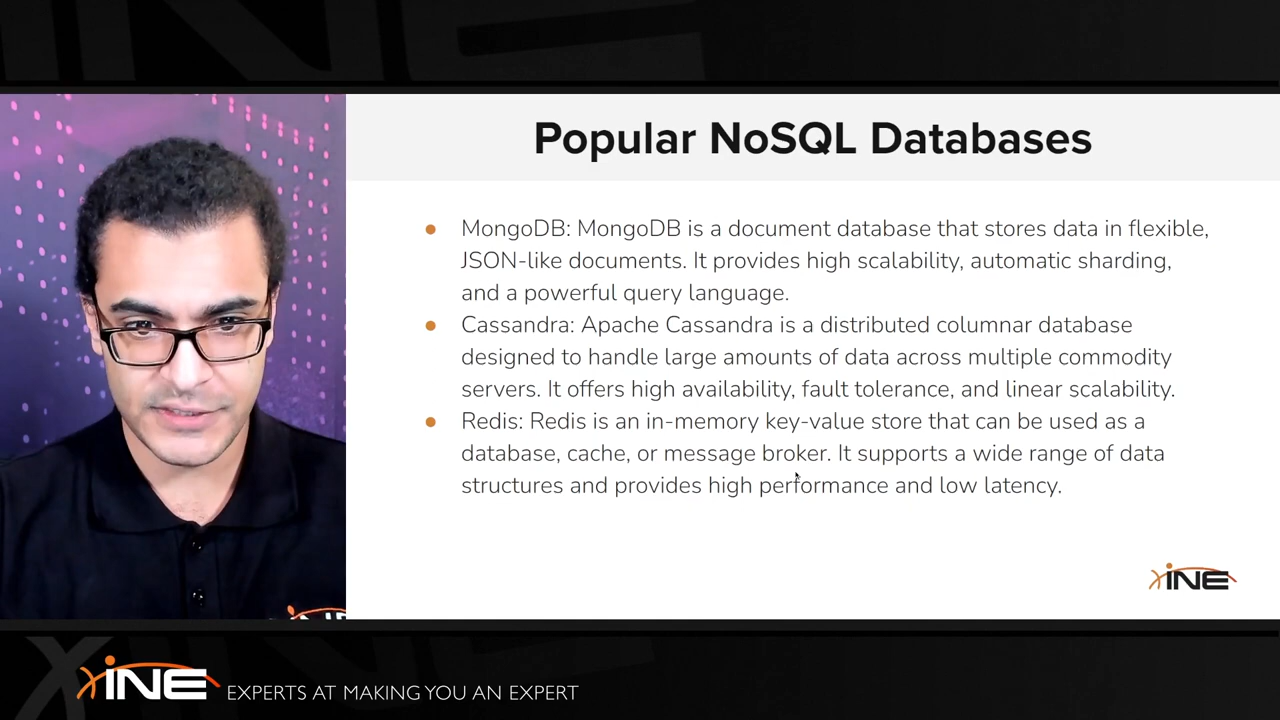 Popular NoSQL Databases
● MongoDB: MongoDB is a document database that stores data in flexible,
JSON-like documents. It provides high scalability, automatic sharding,
and a powerful query language.
● Cassandra: Apache Cassandra is a distributed columnar database
designed to handle large amounts of data across multiple commodity
servers. It offers high availability, fault tolerance, and linear scalability.
● Redis: Redis is an in-memory key-value store that can be used as a
database, cache, or message broker. It supports a wide range of data
structures and provides high performance and low latency.
iNE
iNE EXPERTS AT MAKING YOU AN EXPERT